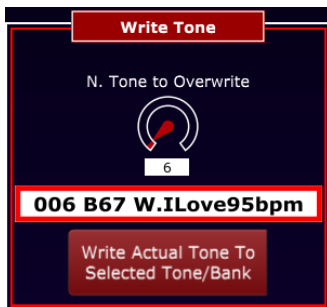 Write Tone
N. Tone to Overwrite
6
006 B67 W.ILove95bpm
Write Actual Tone To
Selected Tone/Bank